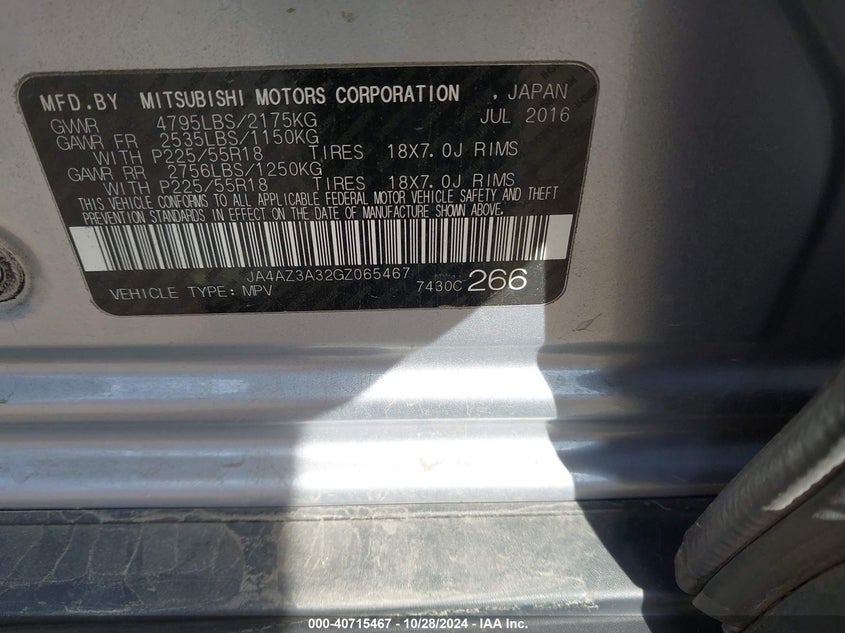 MFD.BY MITSUBISHI MOTORS CORPORATION , JAPAN
GVWR 4795LBS/2175KG JUL 2016
GAWR FR 2535LBS/1150KG
WITH P225/55R18 TIRES 18X7.0J RIMS
GAWR RR 2756LBS/1250KG
WITH P225/55R18 TIRES 18X7.0J RIMS
THIS VEHICLE CONFORMS TO ALL APPLICABLE FEDERAL MOTOR VEHICLE SAFETY AND THEFT
PREVENTION STANDARDS IN EFFECT ON THE DATE OF MANUFACTURE SHOWN ABOVE.
JA4AZ3A32GZ065467
VEHICLE TYPE: MPV 7430C 266
000-40715467 - 10/28/2024 - IAA Inc.